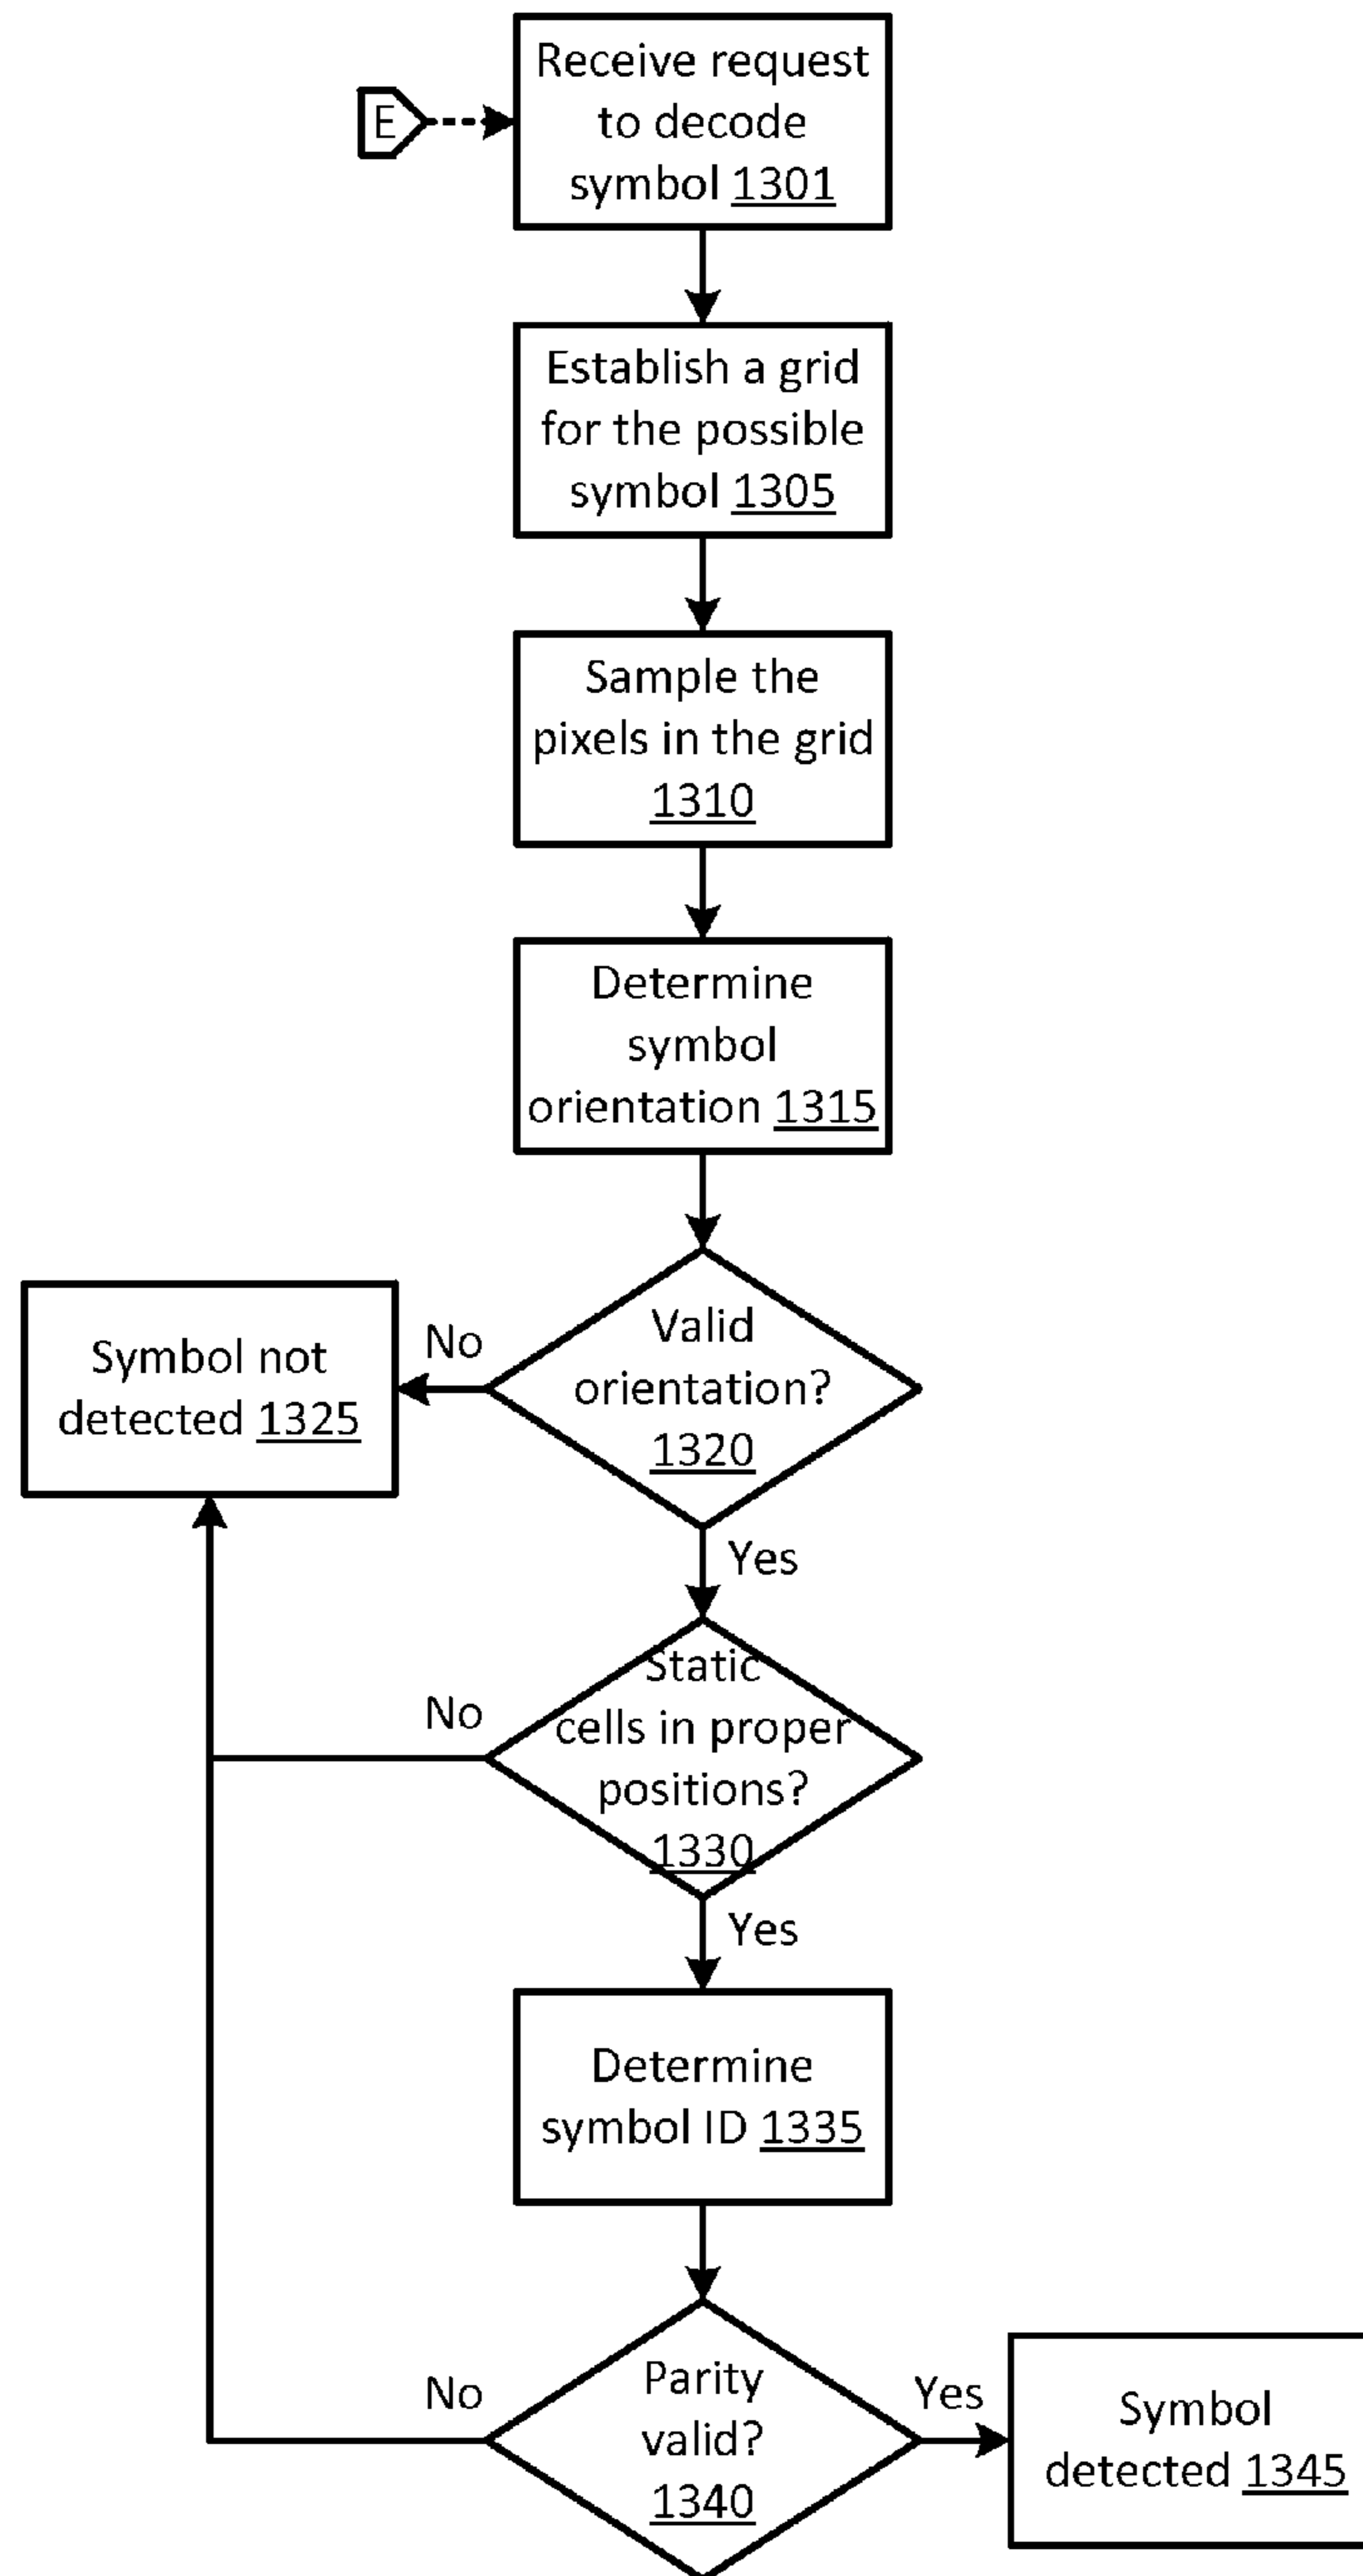 Receive request
to decode
symbol 1301
E
Establish a grid
for the possible
symbol 1305
Sample the
pixels in the grid
1310
Determine
symbol
orientation 1315
Valid
orientation?
1320
No
Symbol not
detected 1325
Yes
Static
cells in proper
positions?
1330
No
Yes
Determine
symbol ID 1335
Parity
valid?
1340
No
Yes
Symbol
detected 1345